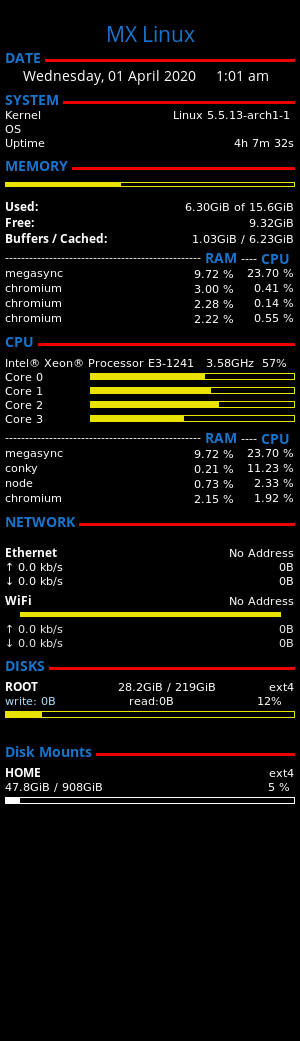 MX Linux
DATE
Wednesday, 01 April 2020 1:01 am
SYSTEM
Kernel Linux 5.5.13-arch1-1
OS
Uptime 4h 7m 32s
MEMORY
Used: 6.30GiB of 15.6GiB
Free: 9.32GiB
Buffers / Cached: 1.03GiB / 6.23GiB
------------------------------------------------- RAM ---- CPU
megasync 9.72 % 23.70 %
chromium 3.00 % 0.41 %
chromium 2.28 % 0.14 %
chromium 2.22 % 0.55 %
CPU
Intel® Xeon® Processor E3-1241 3.58GHz 57%
Core 0
Core 1
Core 2
Core 3
------------------------------------------------- RAM ---- CPU
megasync 9.72 % 23.70 %
conky 0.21 % 11.23 %
node 0.73 % 2.33 %
chromium 2.15 % 1.92 %
NETWORK
Ethernet No Address
↑ 0.0 kb/s 0B
↓ 0.0 kb/s 0B
WiFi No Address
↑ 0.0 kb/s 0B
↓ 0.0 kb/s 0B
DISKS
ROOT 28.2GiB / 219GiB ext4
write: 0B read:0B 12%
Disk Mounts
HOME ext4
47.8GiB / 908GiB 5 %